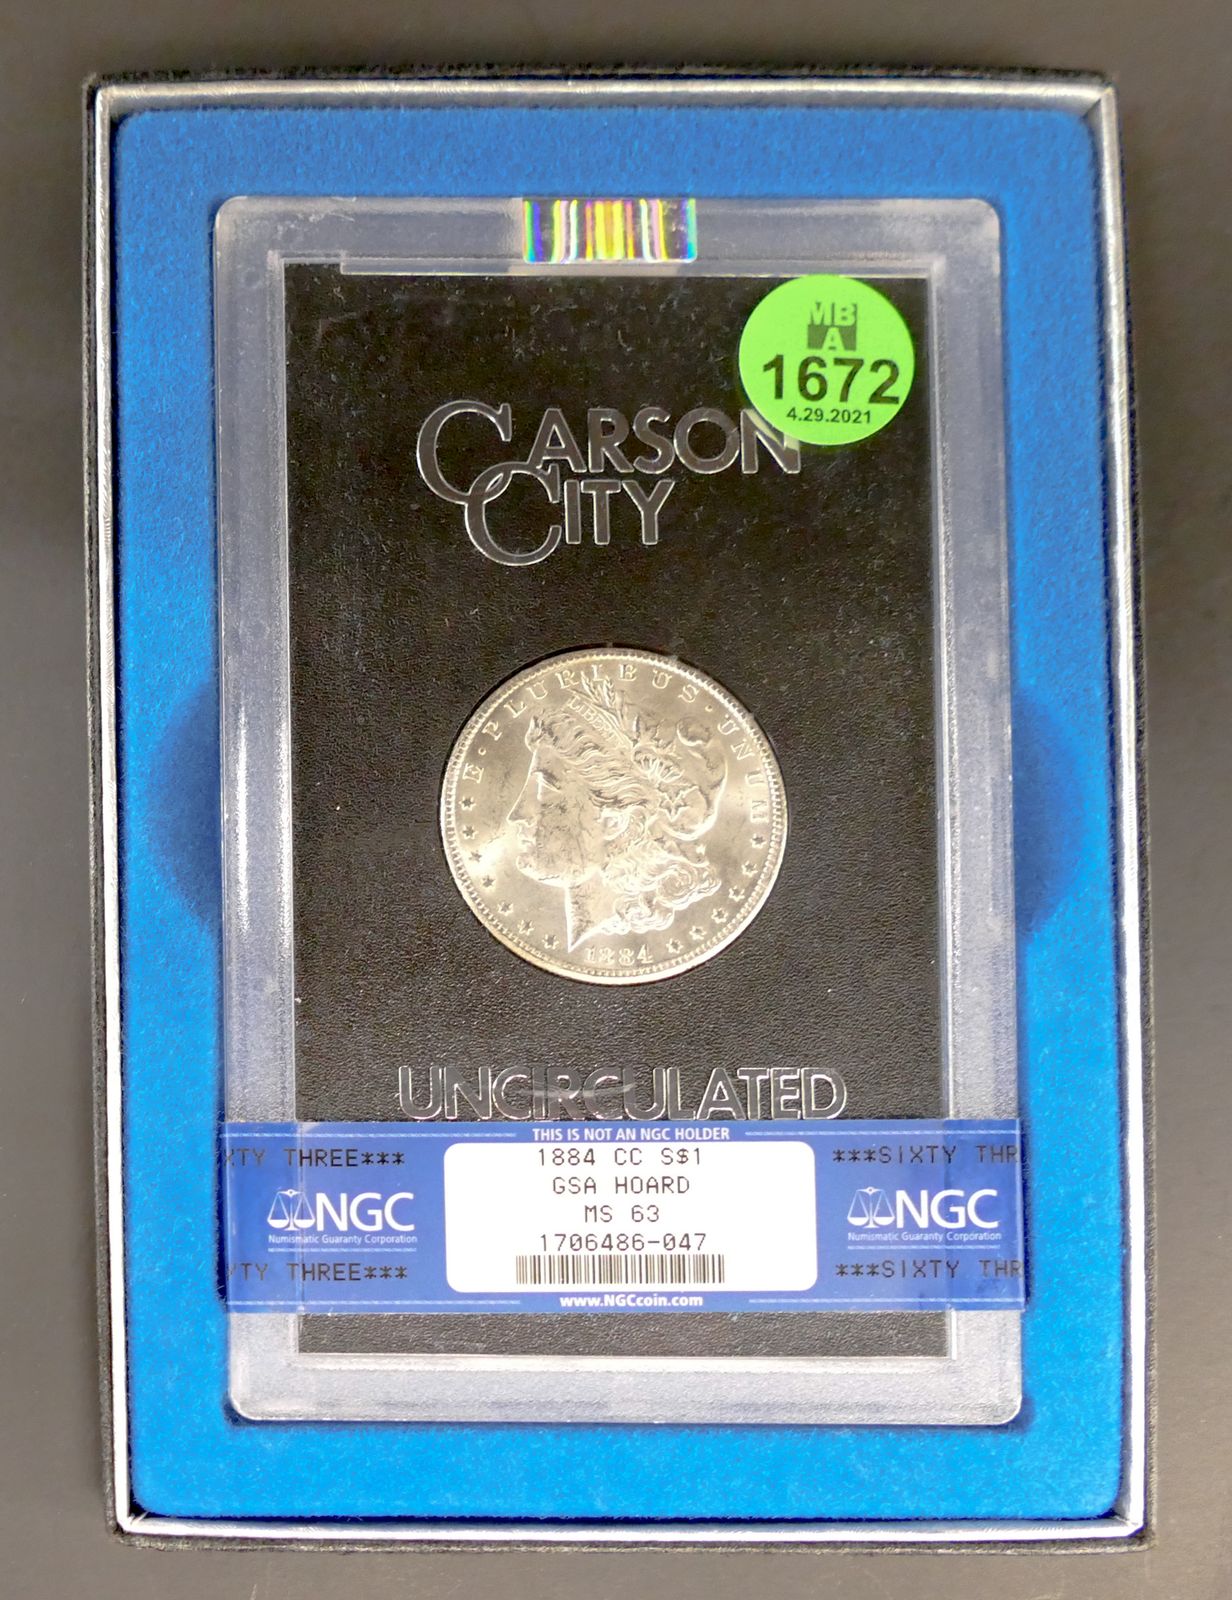 MB
A
1672
4.29.2021
CARSON
CITY
E · PLURIBUS · UNUM
LIBERTY
1884
UNCIRCULATED
THIS IS NOT AN NGC HOLDER
XTY THREE***
1884 CC S$1
***SIXTY THR
GSA HOARD
MS 63
NGC
Numismatic Guaranty Corporation
NGC
Numismatic Guaranty Corporation
1706486-047
TY THREE***
***SIXTY THR
www.NGCcoin.com